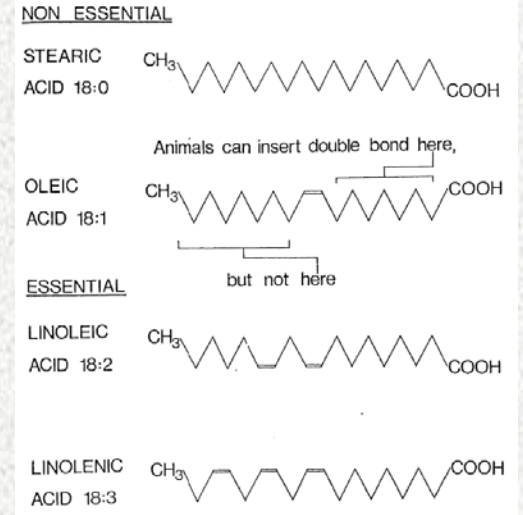 NON ESSENTIAL
STEARIC
ACID 18:0
CH₃
COOH
Animals can insert double bond here,
OLEIC
ACID 18:1
CH₃
COOH
but not here
ESSENTIAL
LINOLEIC
ACID 18:2
CH₃
COOH
LINOLENIC
ACID 18:3
CH₃
COOH